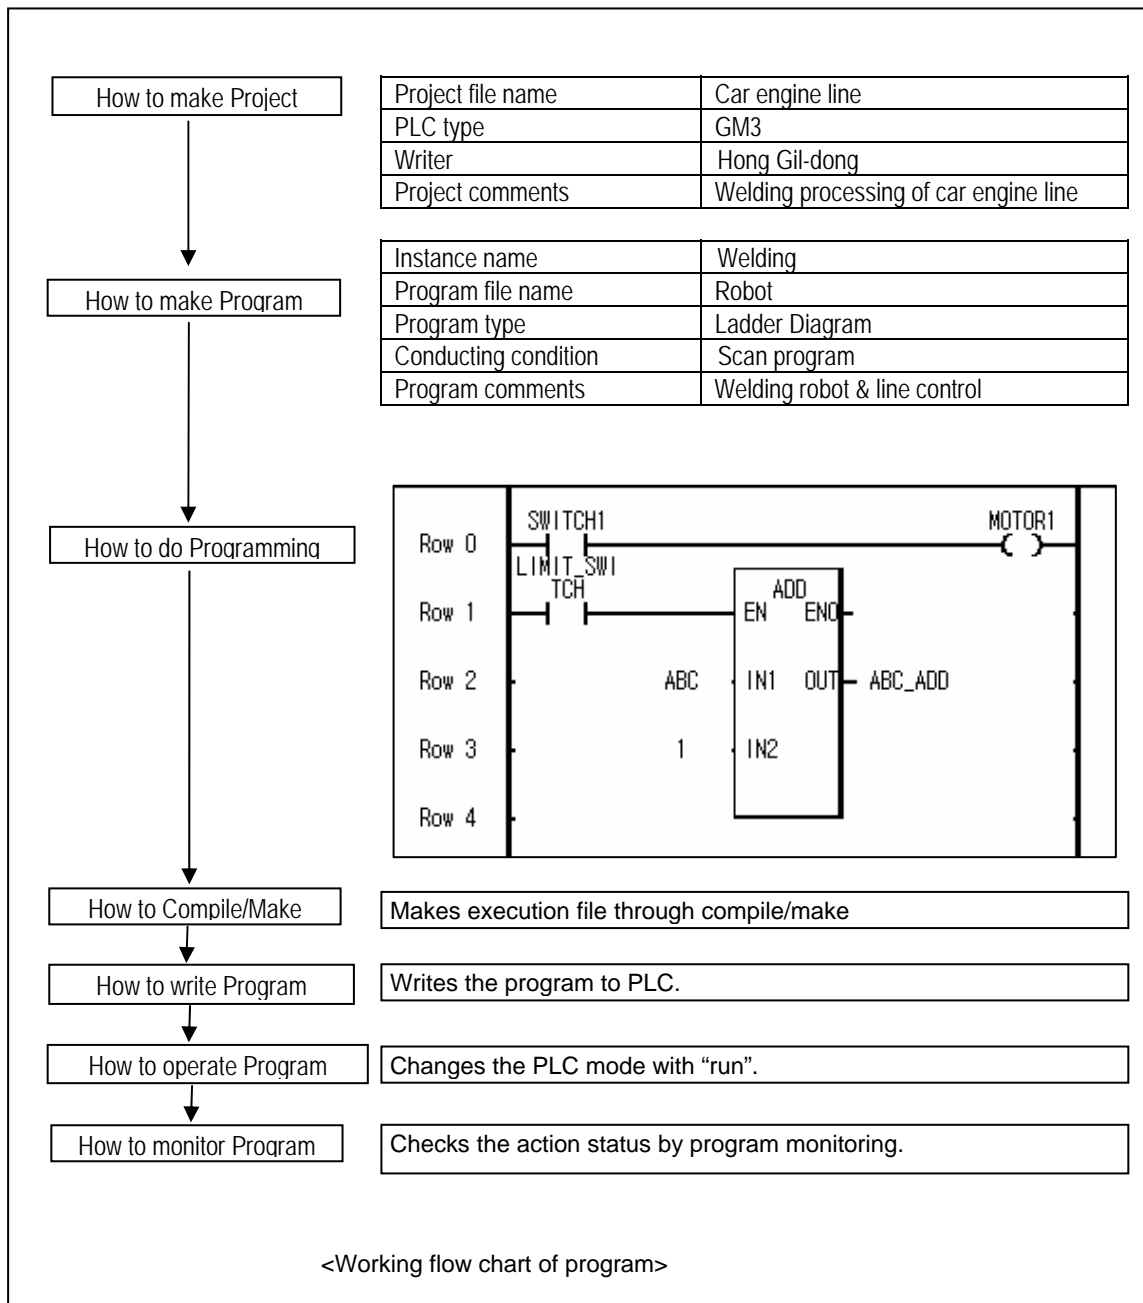 How to make Project
Project file name Car engine line
PLC type GM3
Writer Hong Gil-dong
Project comments Welding processing of car engine line
Instance name Welding
How to make Program
Program file name Robot
Program type Ladder Diagram
Conducting condition Scan program
Program comments Welding robot & line control
How to do Programming
SWITCH1 MOTOR1
Row 0
LIMIT_SWI
TCH ADD
Row 1 EN ENO
Row 2 ABC IN1 OUT ABC_ADD
Row 3 1 IN2
Row 4
How to Compile/Make
Makes execution file through compile/make
How to write Program
Writes the program to PLC.
How to operate Program
Changes the PLC mode with “run”.
How to monitor Program
Checks the action status by program monitoring.
<Working flow chart of program>